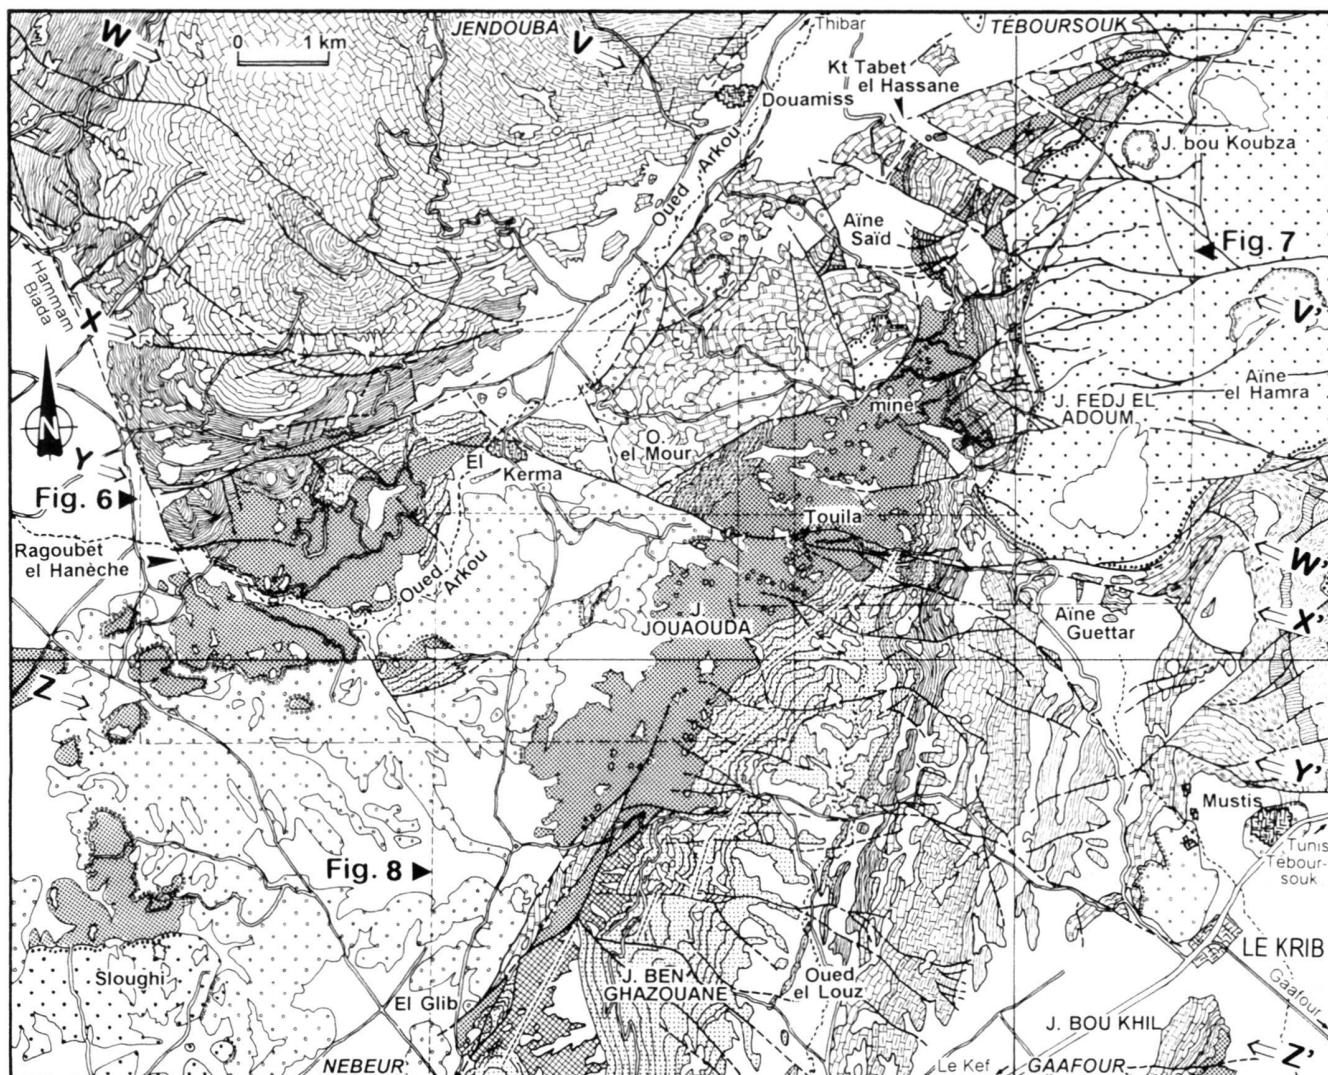 W
0 1 km
JENDOUBA
V
Thibar
TÉBOURSOUK
Kt Tabet
el Hassane
Douamiss
Oued Arkou
J. bou Koubza
Aïne
Saïd
Fig. 7
Hammam
Biada
X
V'
Aïne
el Hamra
J. FEDJ EL
ADOUM
mine
N
O.
el Mour
El
Kerma
Y
Fig. 6
Touila
Ragoubet
el Hanèche
Oued
Arkou
W'
X'
J.
JOUAOUDA
Aïne
Guettar
Z
Y'
Mustis
Tunis
Tébour-
souk
Fig. 8
LE KRIB
Gaafour
Sloughi
El Glib
J. BEN
GHAZOUANE
Oued
el Louz
J. BOU KHIL
NEBEUR
Le Kef
GAAFOUR
Z'